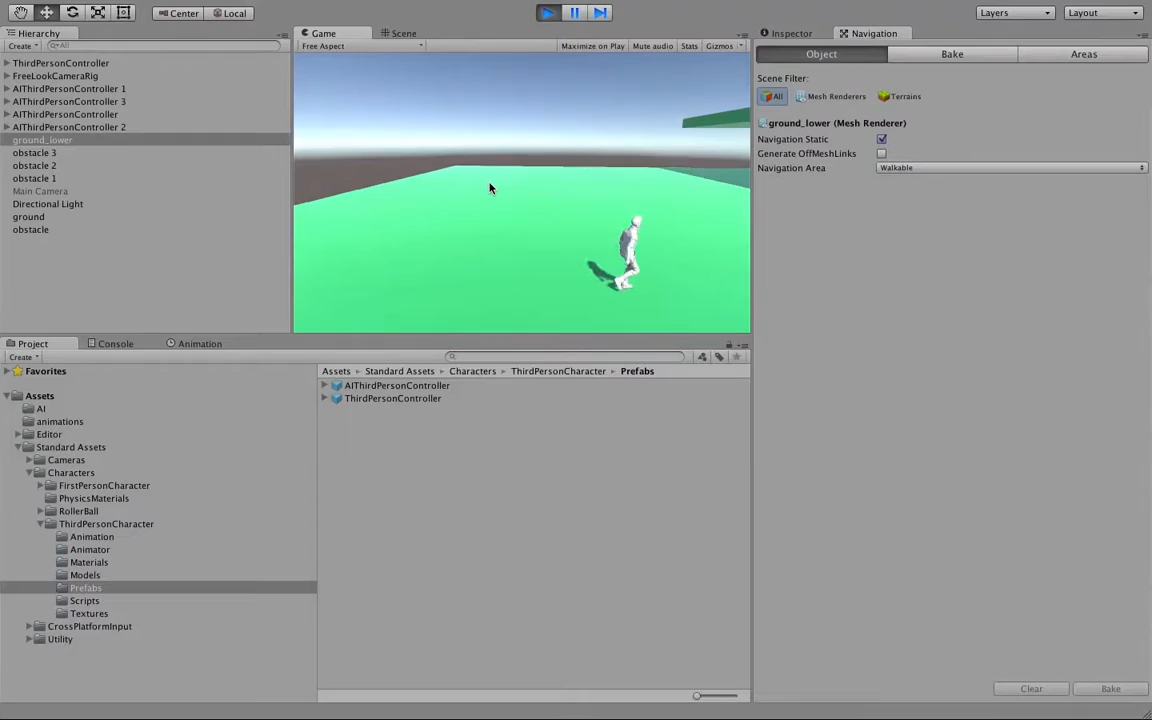 Center Local Layers Layout
Hierarchy
Create All
ThirdPersonController
FreeLookCameraRig
AIThirdPersonController 1
AIThirdPersonController 3
AIThirdPersonController
AIThirdPersonController 2
ground_lower
obstacle 3
obstacle 2
obstacle 1
Main Camera
Directional Light
ground
obstacle
Game Scene
Free Aspect Maximize on Play Mute audio Stats Gizmos
Inspector Navigation
Object Bake Areas
Scene Filter:
All Mesh Renderers Terrains
ground_lower (Mesh Renderer)
Navigation Static
Generate OffMeshLinks
Navigation Area Walkable
Project Console Animation
Create
Favorites
Assets
AI
animations
Editor
Standard Assets
Cameras
Characters
FirstPersonCharacter
PhysicsMaterials
RollerBall
ThirdPersonCharacter
Animation
Animator
Materials
Models
Prefabs
Scripts
Textures
CrossPlatformInput
Utility
Assets Standard Assets Characters ThirdPersonCharacter Prefabs
AIThirdPersonController
ThirdPersonController
Clear Bake